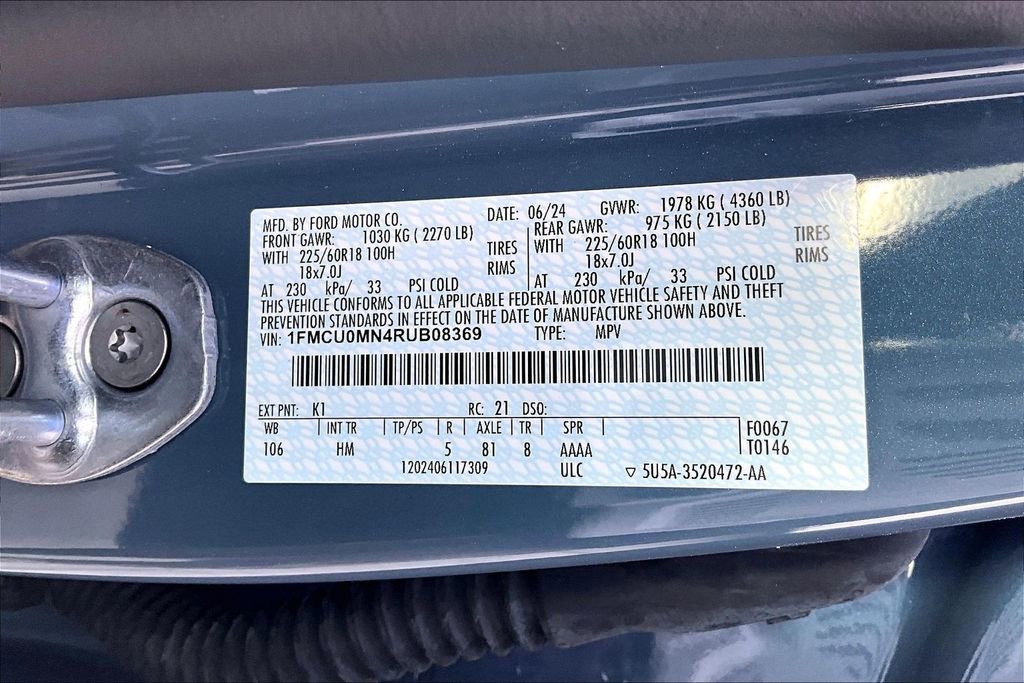 MFD. BY FORD MOTOR CO. DATE: 06/24 GVWR: 1978 KG ( 4360 LB)
FRONT GAWR: 1030 KG ( 2270 LB) REAR GAWR: 975 KG ( 2150 LB)
WITH 225/60R18 100H TIRES WITH 225/60R18 100H TIRES
18x7.0J RIMS 18x7.0J RIMS
AT 230 kPa/ 33 PSI COLD AT 230 kPa/ 33 PSI COLD
THIS VEHICLE CONFORMS TO ALL APPLICABLE FEDERAL MOTOR VEHICLE SAFETY AND THEFT
PREVENTION STANDARDS IN EFFECT ON THE DATE OF MANUFACTURE SHOWN ABOVE.
VIN: 1FMCU0MN4RUB08369 TYPE: MPV
EXT PNT: K1 RC: 21 DSO:
WB INT TR TP/PS R AXLE TR SPR F0067
106 HM 5 81 8 AAAA T0146
1202406117309 ULC ▽ 5U5A-3520472-AA